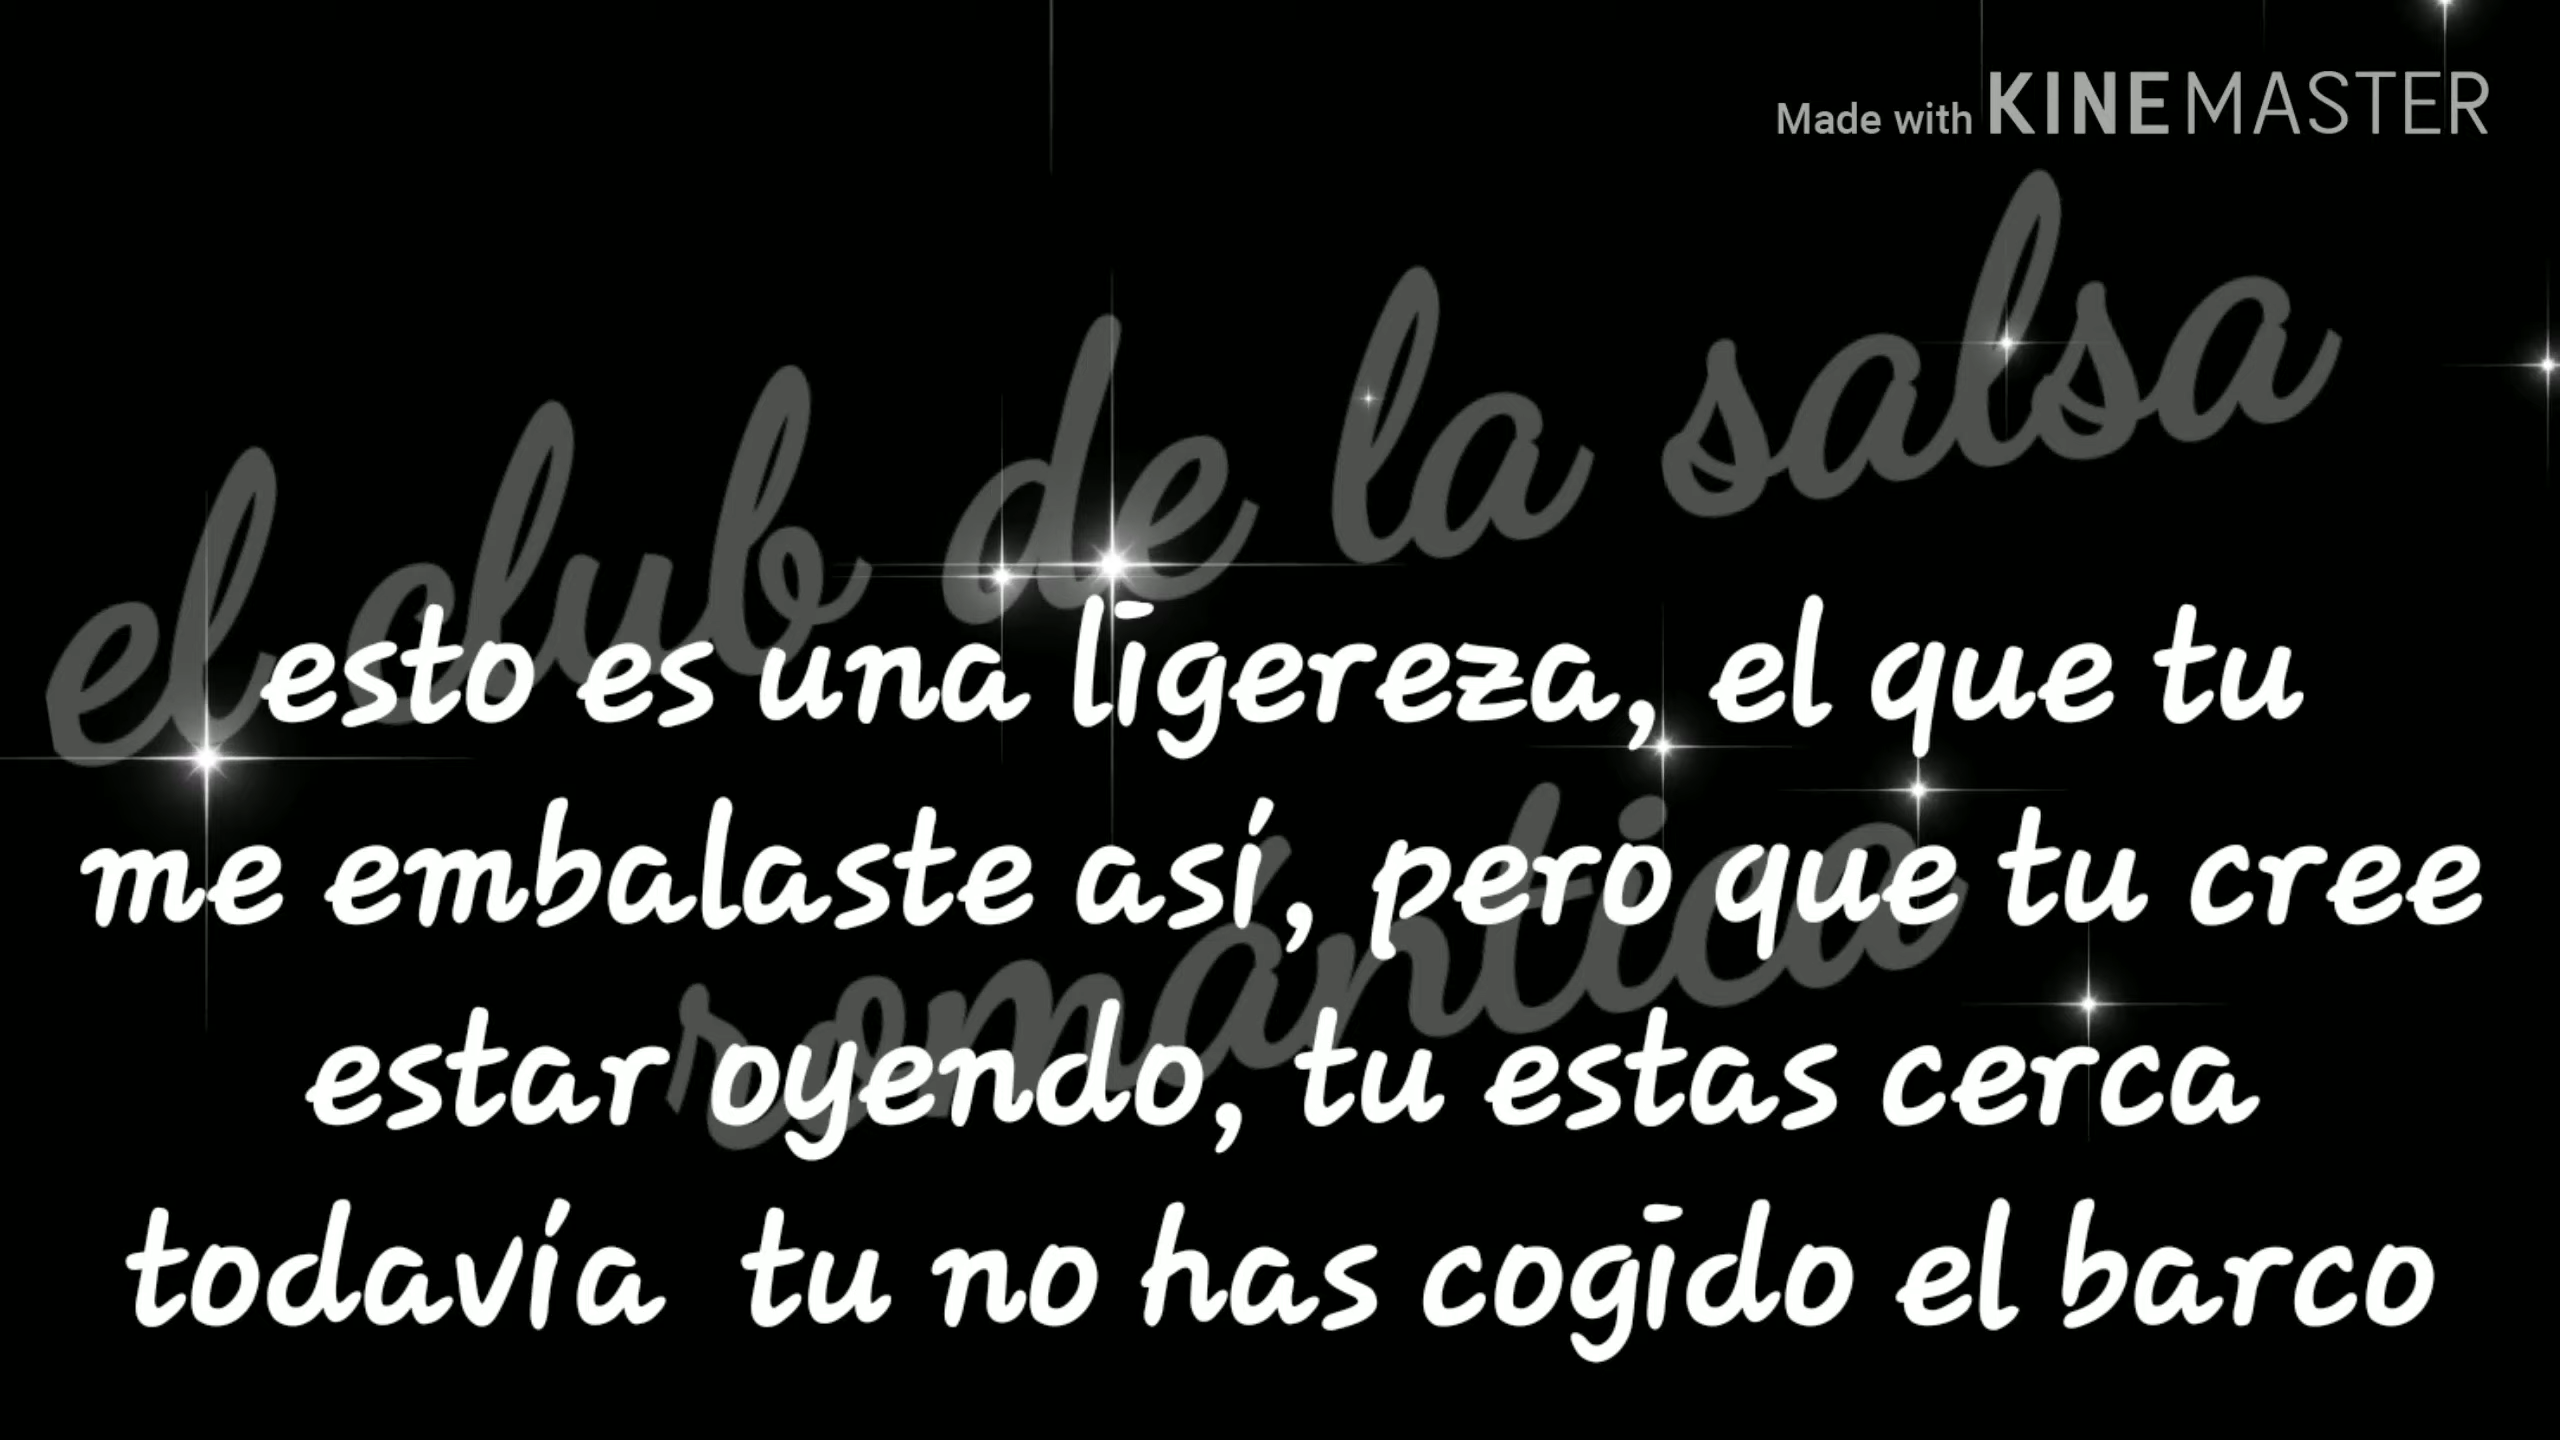 Made with KINEMASTER
el club de la salsa
romántica
esto es una ligereza, el que tu
me embalaste así, pero que tu cree
estar oyendo, tu estas cerca
todavía  tu no has cogido el barco